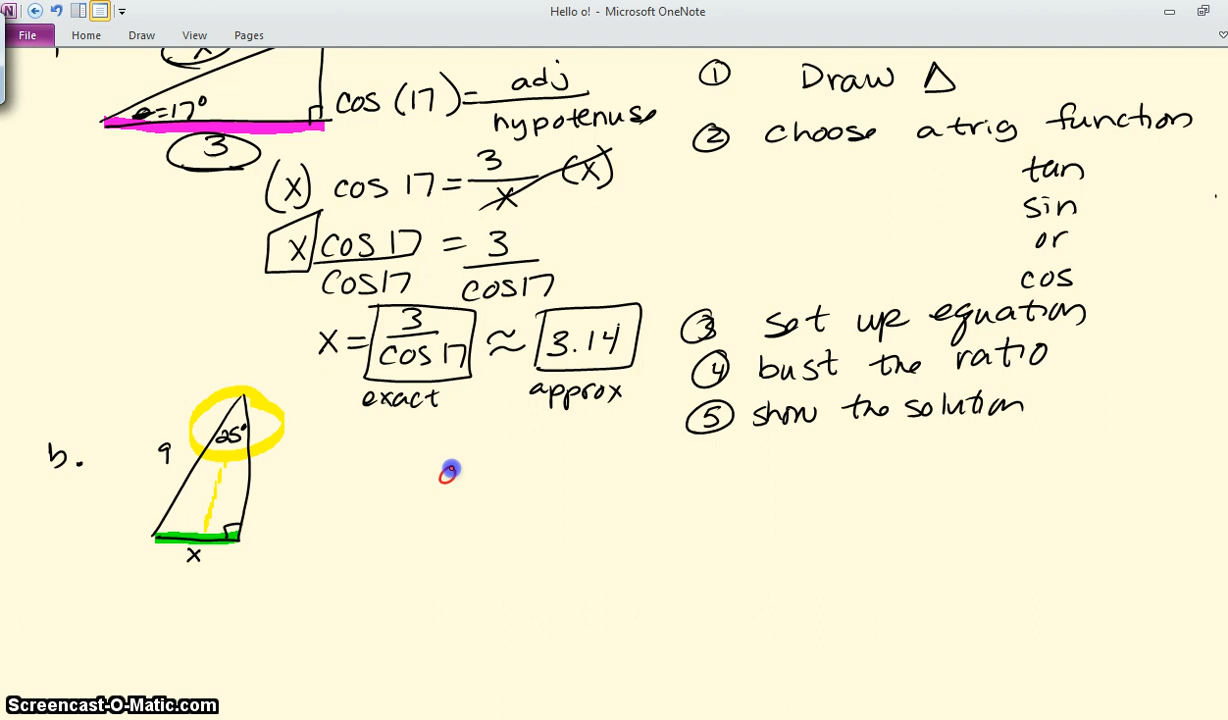 Hello o! - Microsoft OneNote
File Home Draw View Pages
x
θ=17°
3
cos (17) = adj
hypotenuse
(x) cos 17 = 3 (x)
x
x cos 17 = 3
cos 17 cos 17
x = 3 ≈ 3.14
cos 17
exact approx
① Draw △
② choose a trig function
tan
sin
or
cos
③ set up equation
④ bust the ratio
⑤ show the solution
b.
25°
9
x
Screencast-O-Matic.com